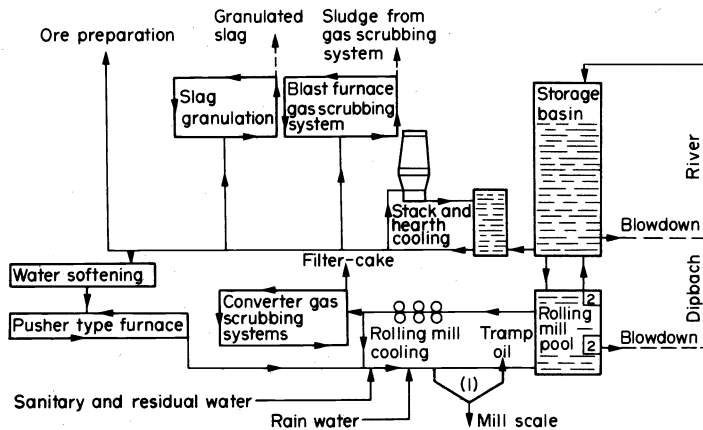 Granulated
slag
Sludge from
gas scrubbing
system
Ore preparation
Slag
granulation
Blast furnace
gas scrubbing
system
Storage
basin
River
Stack and
hearth
cooling
Blowdown
Filter-cake
Water softening
Dipbach
Converter gas
scrubbing
systems
2
Pusher type furnace
Rolling mill
cooling
Tramp
oil
Rolling
mill
pool
2
Blowdown
(1)
Sanitary and residual water
Rain water
Mill scale